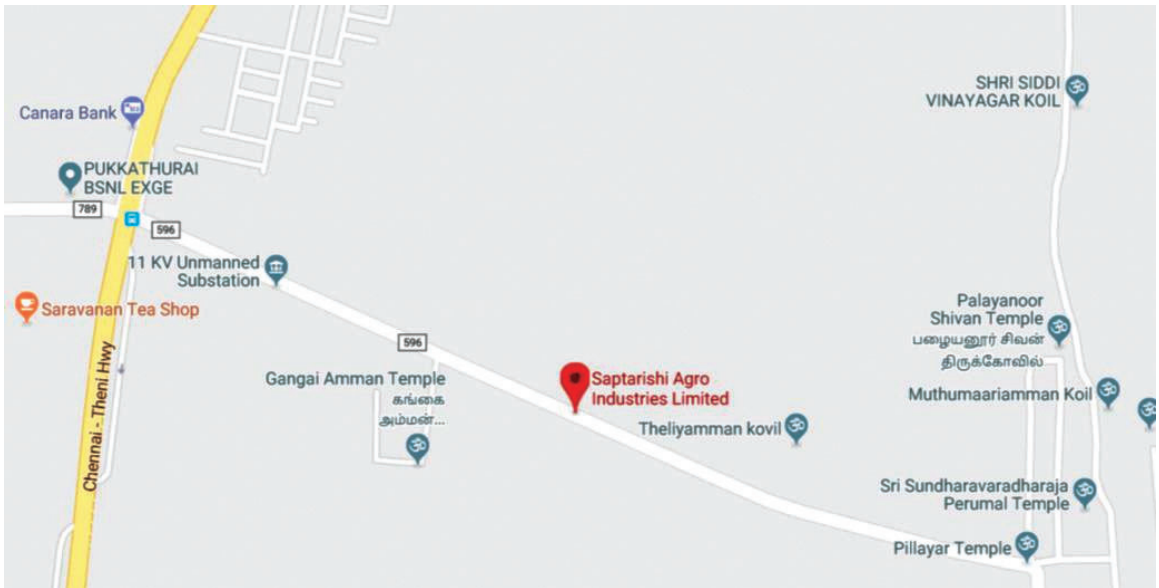 SHRI SIDDI
VINAYAGAR KOIL
Canara Bank
PUKKATHURAI
BSNL EXGE
789
596
11 KV Unmanned
Substation
Saravanan Tea Shop
Palayanoor
Shivan Temple
பழையனூர் சிவன்
திருக்கோவில்
596
Gangai Amman Temple
கங்கை
அம்மன்...
Saptarishi Agro
Industries Limited
Muthumaariamman Koil
Theliyamman kovil
Chennai - Theni Hwy
Sri Sundharavaradharaja
Perumal Temple
Pillayar Temple